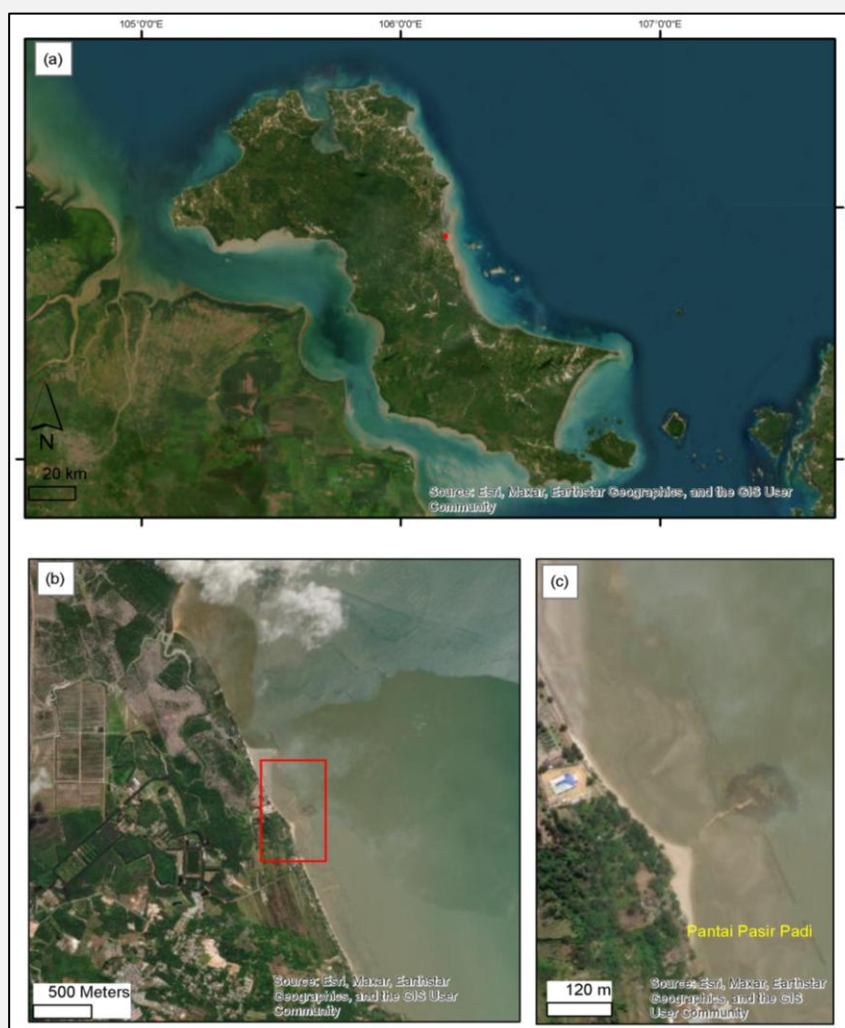 105°0'0"E 106°0'0"E 107°0'0"E
(a)
N
20 km
Source: Esri, Maxar, Earthstar Geographics, and the GIS User
Community
(b)
500 Meters
Source: Esri, Maxar, Earthstar
Geographics, and the GIS User
Community
(c)
Pantai Pasir Padi
120 m
Source: Esri, Maxar, Earthstar
Geographics, and the GIS
User Community